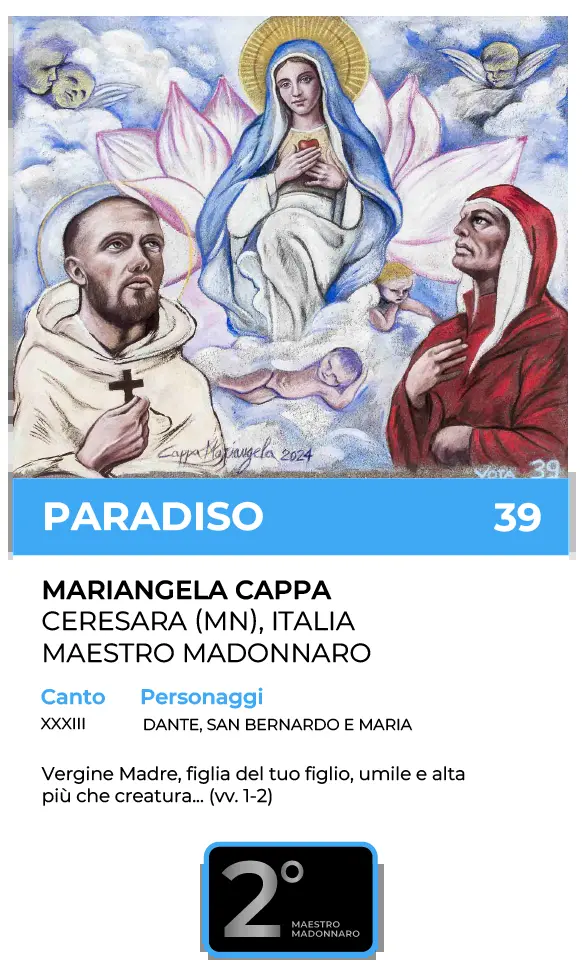 Cappa Mariangela 2024
VOTA 39
PARADISO 39
MARIANGELA CAPPA
CERESARA (MN), ITALIA
MAESTRO MADONNARO
Canto Personaggi
XXXIII DANTE, SAN BERNARDO E MARIA
Vergine Madre, figlia del tuo figlio, umile e alta
più che creatura... (vv. 1-2)
2°
MAESTRO
MADONNARO